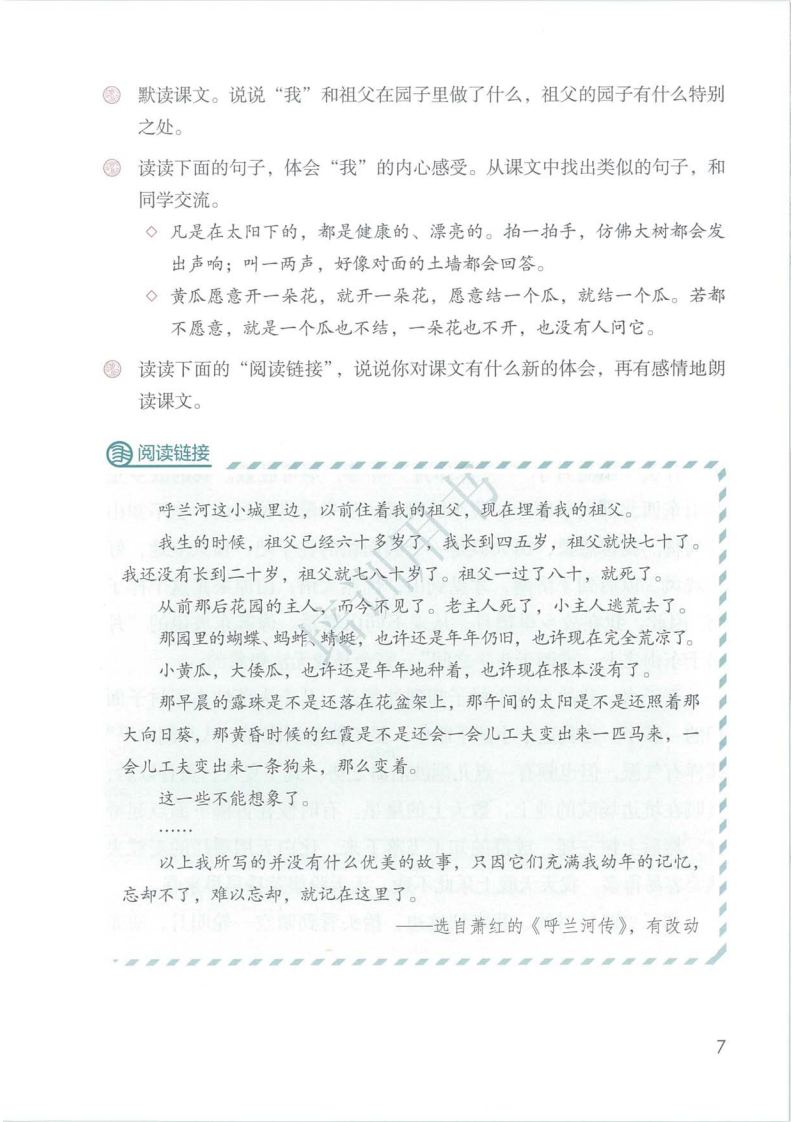 默读课文。说说“我”和祖父在园子里做了什么，祖父的园子有什么特别
之处。
读读下面的句子，体会“我”的内心感受。从课文中找出类似的句子，和
同学交流。
◇ 凡是在太阳下的，都是健康的、漂亮的。拍一拍手，仿佛大树都会发
出声响；叫一两声，好像对面的土墙都会回答。
◇ 黄瓜愿意开一朵花，就开一朵花，愿意结一个瓜，就结一个瓜。若都
不愿意，就是一个瓜也不结，一朵花也不开，也没有人问它。
读读下面的“阅读链接”，说说你对课文有什么新的体会，再有感情地朗
读课文。
阅读链接
呼兰河这小城里边，以前住着我的祖父，现在埋着我的祖父。
我生的时候，祖父已经六十多岁了，我长到四五岁，祖父就快七十了。
我还没有长到二十岁，祖父就七八十岁了。祖父一过了八十，就死了。
从前那后花园的主人，而今不见了。老主人死了，小主人逃荒去了。
那园里的蝴蝶、蚂蚱、蜻蜓，也许还是年年仍旧，也许现在完全荒凉了。
小黄瓜，大倭瓜，也许还是年年地种着，也许现在根本没有了。
那早晨的露珠是不是还落在花盆架上，那午间的太阳是不是还照着那
大向日葵，那黄昏时候的红霞是不是还会一会儿工夫变出来一匹马来，一
会儿工夫变出来一条狗来，那么变着。
这一些不能想象了。
……
以上我所写的并没有什么优美的故事，只因它们充满我幼年的记忆，
忘却不了，难以忘却，就记在这里了。
选自萧红的《呼兰河传》，有改动
培训用书
7